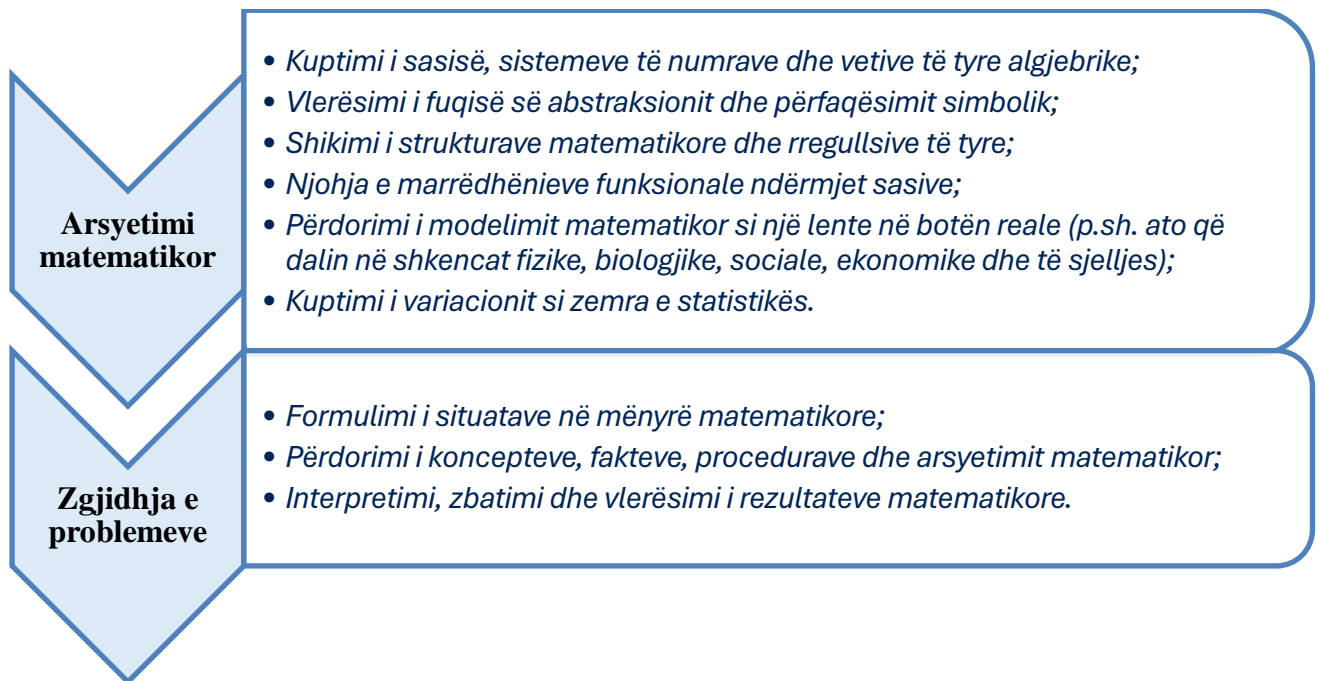 Arsyetimi
matematikor
• Kuptimi i sasisë, sistemeve të numrave dhe vetive të tyre algjebrike;
• Vlerësimi i fuqisë së abstraksionit dhe përfaqësimit simbolik;
• Shikimi i strukturave matematikore dhe rregullsive të tyre;
• Njohja e marrëdhënieve funksionale ndërmjet sasive;
• Përdorimi i modelimit matematikor si një lente në botën reale (p.sh. ato që
dalin në shkencat fizike, biologjike, sociale, ekonomike dhe të sjelljes);
• Kuptimi i variacionit si zemra e statistikës.
Zgjidhja e
problemeve
• Formulimi i situatave në mënyrë matematikore;
• Përdorimi i koncepteve, fakteve, procedurave dhe arsyetimit matematikor;
• Interpretimi, zbatimi dhe vlerësimi i rezultateve matematikore.